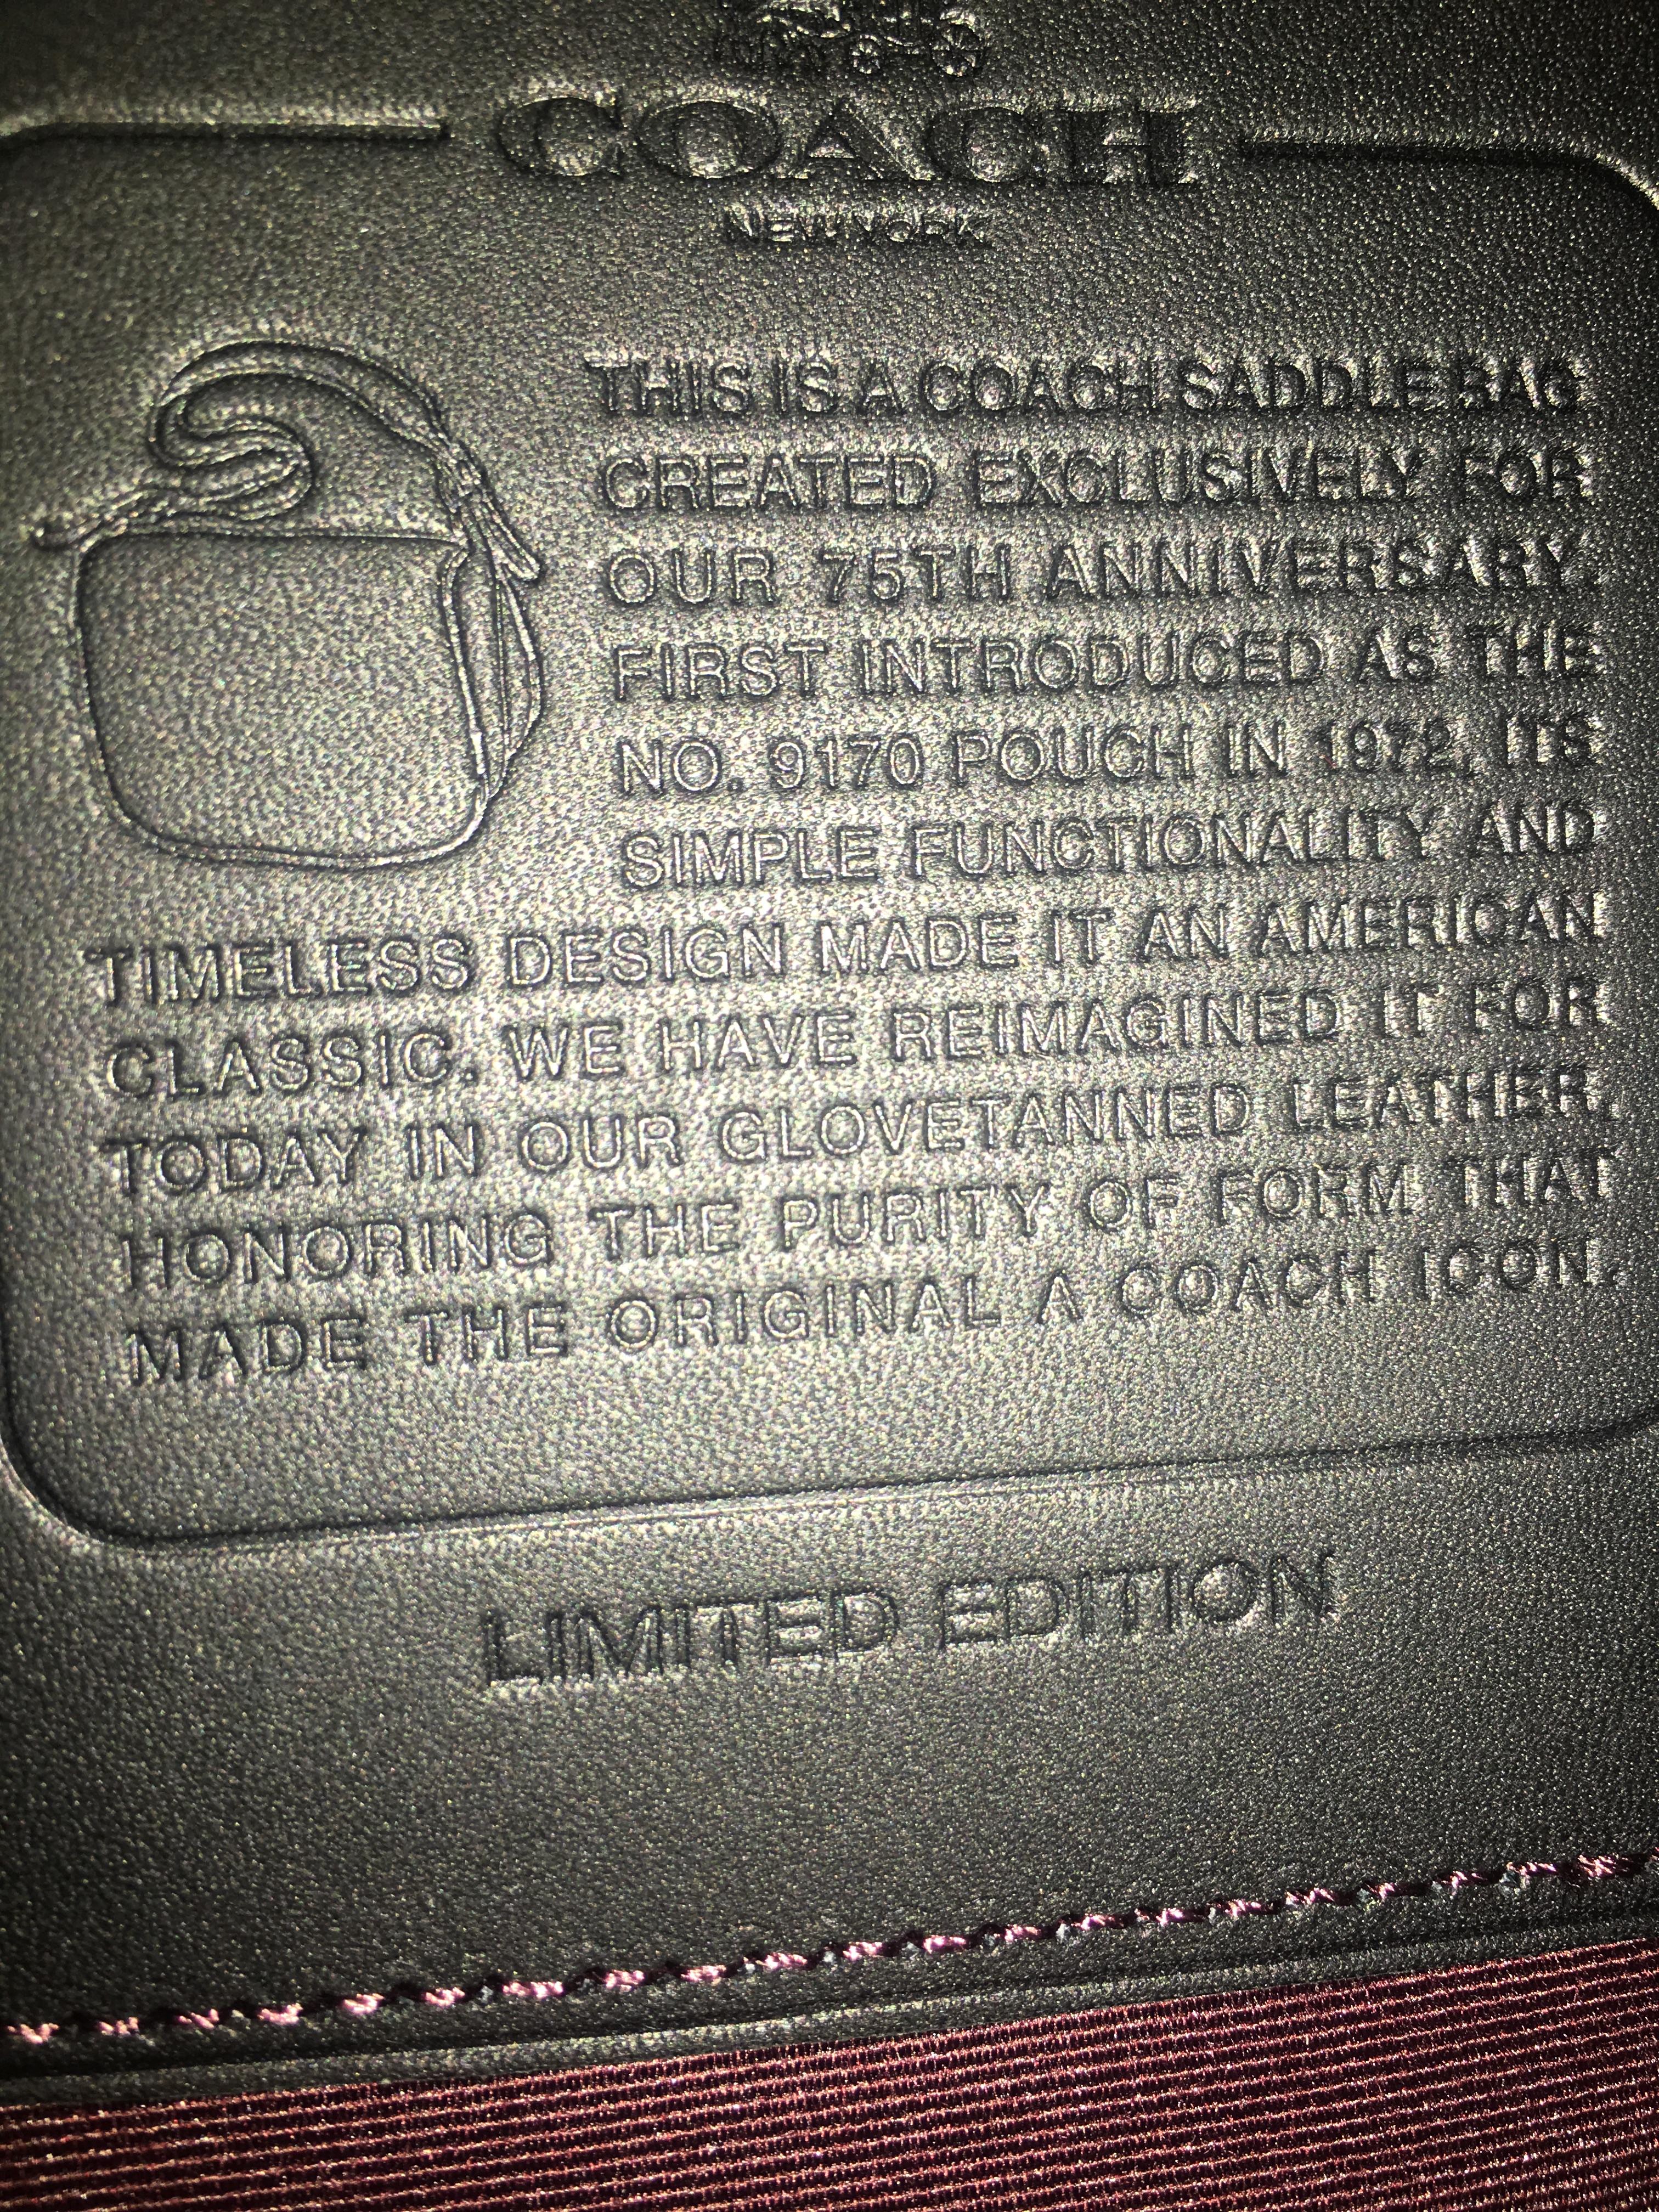 COACH
NEW YORK
THIS IS A COACH SADDLE BAG
CREATED EXCLUSIVELY FOR
OUR 75TH ANNIVERSARY.
FIRST INTRODUCED AS THE
NO. 9170 POUCH IN 1972, ITS
SIMPLE FUNCTIONALITY AND
TIMELESS DESIGN MADE IT AN AMERICAN
CLASSIC. WE HAVE REIMAGINED IT FOR
TODAY IN OUR GLOVETANNED LEATHER,
HONORING THE PURITY OF FORM THAT
MADE THE ORIGINAL A COACH ICON.
LIMITED EDITION